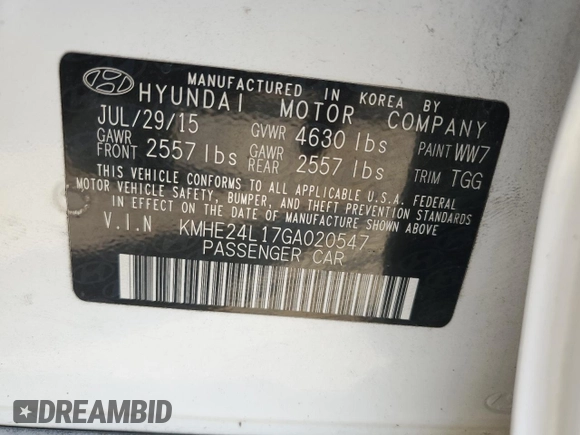 MANUFACTURED IN KOREA BY
HYUNDAI MOTOR COMPANY
JUL/29/15 GVWR 4630 lbs PAINT WW7
GAWR FRONT 2557 lbs GAWR REAR 2557 lbs TRIM TGG
THIS VEHICLE CONFORMS TO ALL APPLICABLE U.S.A. FEDERAL
MOTOR VEHICLE SAFETY, BUMPER, AND THEFT PREVENTION STANDARDS
IN EFFECT ON THE DATE OF MANUFACTURE SHOWN ABOVE
V.I.N KMHE24L17GA020547
PASSENGER CAR
DREAMBID